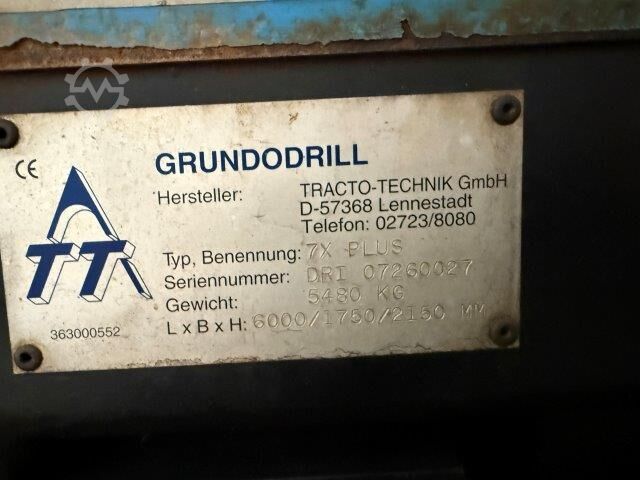 CE
GRUNDODRILL
Hersteller: TRACTO-TECHNIK GmbH
D-57368 Lennestadt
Telefon: 02723/8080
TT
Typ, Benennung: 7X PLUS
Seriennummer: DRI 07260027
Gewicht: 5480 KG
L x B x H: 6000/1750/2150 MM
363000552